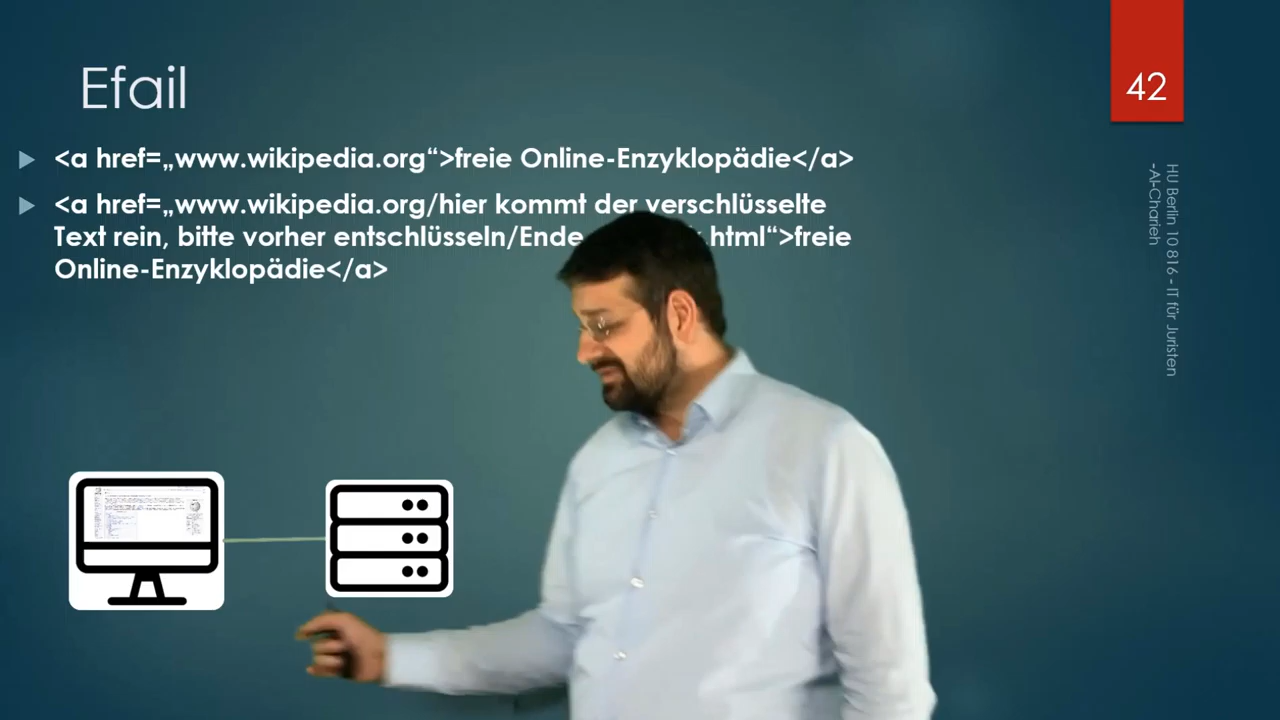 Efail
42
<a href=„www.wikipedia.org“>freie Online-Enzyklopädie</a>
<a href=„www.wikipedia.org/hier kommt der verschlüsselte
Text rein, bitte vorher entschlüsseln/Ende .html“>freie
Online-Enzyklopädie</a>
HU Berlin 10 816 - IT für Juristen
-Al-Charieh